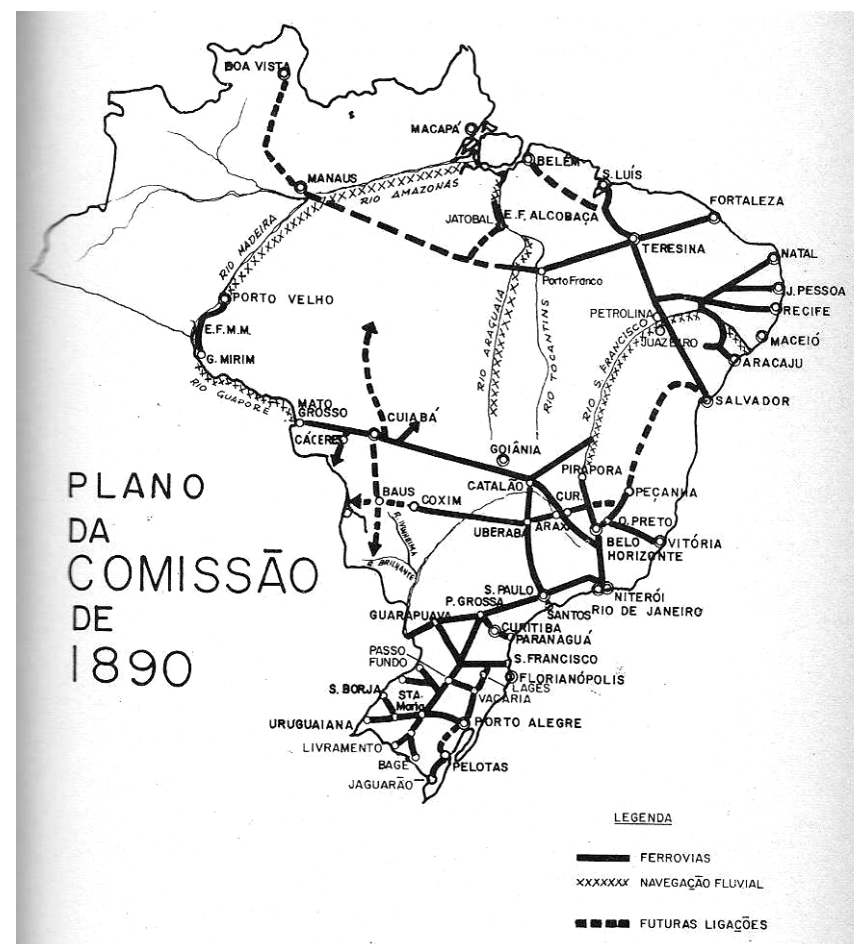 BOA VISTA
MACAPÁ
BELÉM
S. LUÍS
MANAUS
RIO AMAZONAS
FORTALEZA
JATOBAL
E.F. ALCOBAÇA
TERESINA
NATAL
RIO MADEIRA
Porto Franco
J. PESSOA
PORTO VELHO
PETROLINA
RECIFE
E.F.M.M.
RIO ARAGUAIA
RIO TOCANTINS
RIO S. FRANCISCO
JUAZEIRO
MACEIÓ
G. MIRIM
ARACAJU
RIO GUAPORÉ
MATO
GROSSO
CUIABÁ
SALVADOR
CÁCERES
GOIÂNIA
CATALÃO
PIRAPORA
PLANO
DA
COMISSÃO
DE
1890
BAUS
COXIM
CUR.
PEÇANHA
UBERABA
ARAX
O. PRETO
VITÓRIA
BELO
HORIZONTE
R. BRILHANTE
S. PAULO
NITERÓI
SANTOS
RIO DE JANEIRO
P. GROSSA
GUARAPUAVA
CURITIBA
PARANAGUÁ
PASSO
FUNDO
S. FRANCISCO
FLORIANÓPOLIS
LAGES
S. BORJA
STA.
Maria
VACARIA
URUGUAIANA
PORTO ALEGRE
LIVRAMENTO
BAGÉ
PELOTAS
JAGUARÃO
LEGENDA
FERROVIAS
NAVEGAÇÃO FLUVIAL
FUTURAS LIGAÇÕES